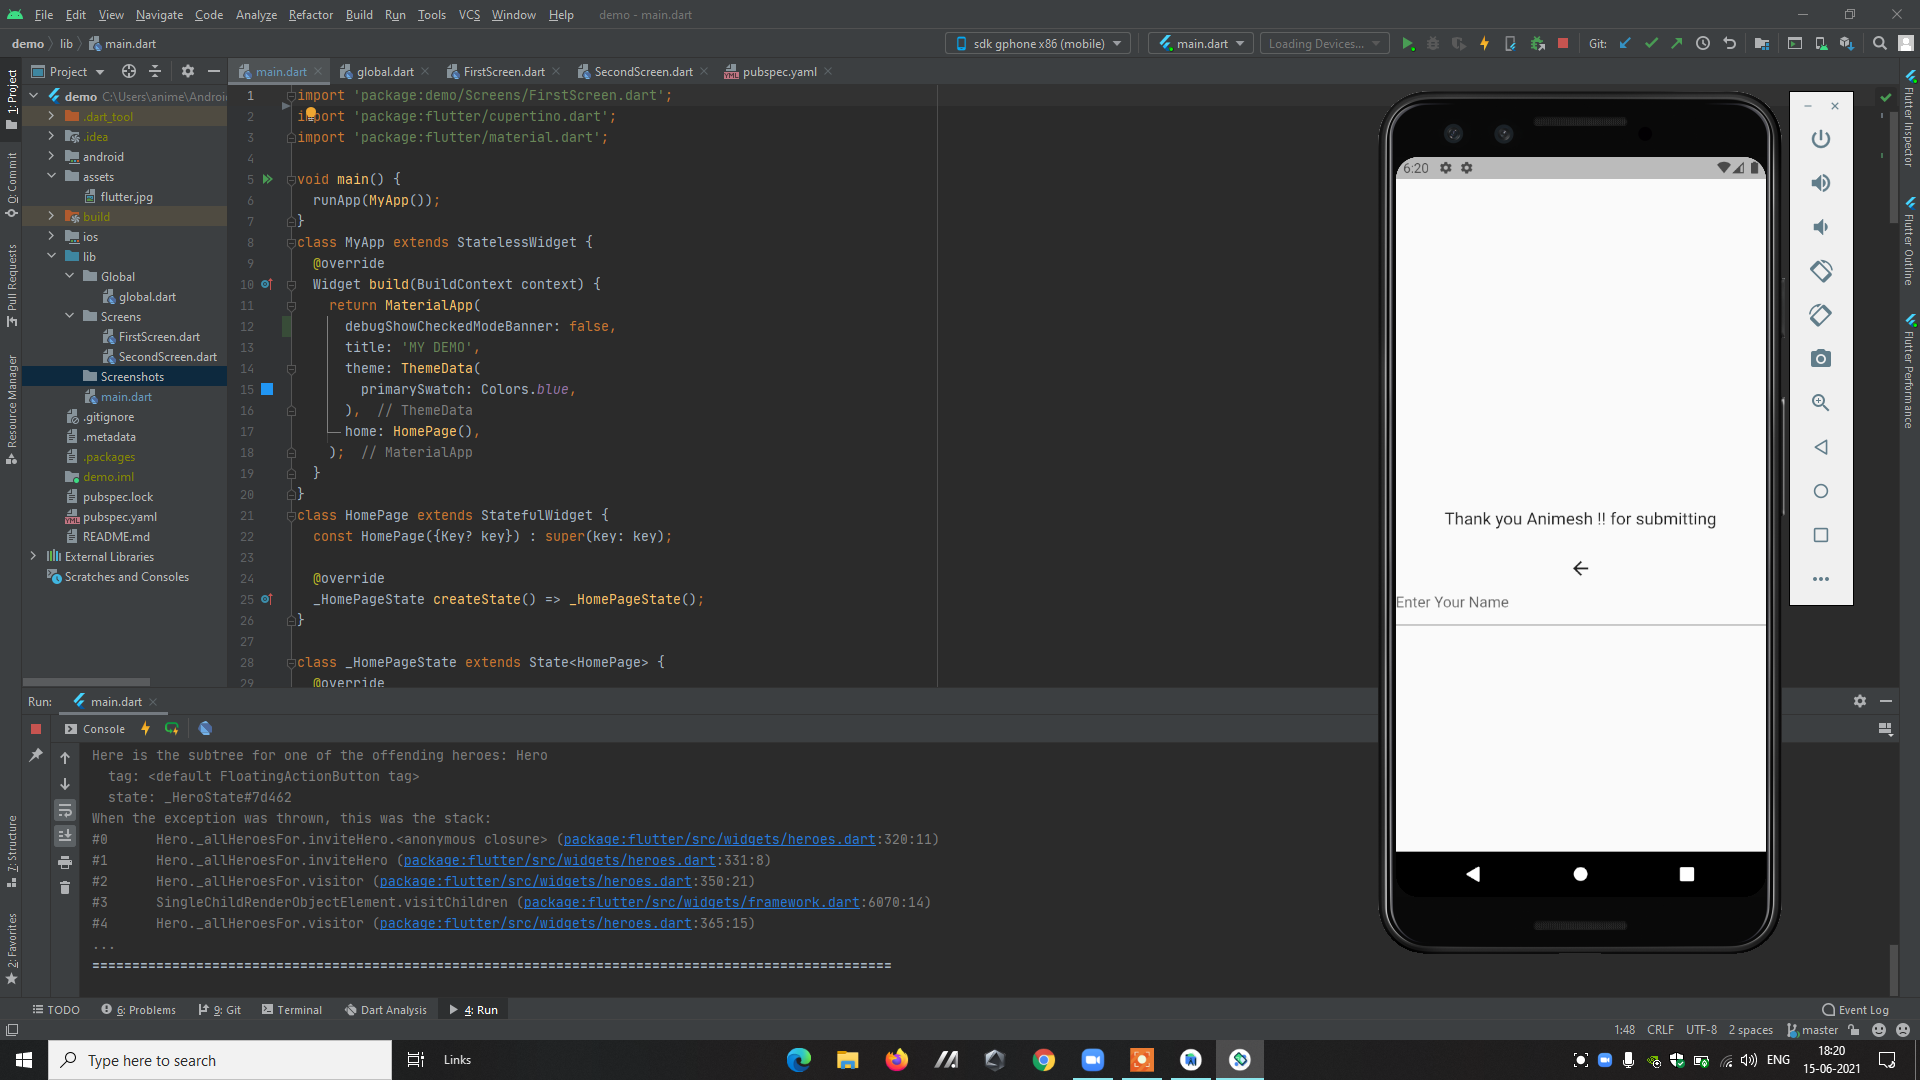 File Edit View Navigate Code Analyze Refactor Build Run Tools VCS Window Help demo - main.dart
demo lib main.dart sdk gphone x86 (mobile) main.dart Loading Devices... Git:
Project main.dart global.dart FirstScreen.dart SecondScreen.dart pubspec.yaml
1: Project
0: Commit
Pull Requests
Resource Manager
7: Structure
2: Favorites
demo C:\Users\anime\Androi
.dart_tool
.idea
android
assets
flutter.jpg
build
ios
lib
Global
global.dart
Screens
FirstScreen.dart
SecondScreen.dart
Screenshots
main.dart
.gitignore
.metadata
.packages
demo.iml
pubspec.lock
pubspec.yaml
README.md
External Libraries
Scratches and Consoles
1 import 'package:demo/Screens/FirstScreen.dart';
2 import 'package:flutter/cupertino.dart';
3 import 'package:flutter/material.dart';
4
5 void main() {
6 runApp(MyApp());
7 }
8 class MyApp extends StatelessWidget {
9 @override
10 Widget build(BuildContext context) {
11 return MaterialApp(
12 debugShowCheckedModeBanner: false,
13 title: 'MY DEMO',
14 theme: ThemeData(
15 primarySwatch: Colors.blue,
16 ), // ThemeData
17 home: HomePage(),
18 ); // MaterialApp
19 }
20 }
21 class HomePage extends StatefulWidget {
22 const HomePage({Key? key}) : super(key: key);
23
24 @override
25 _HomePageState createState() => _HomePageState();
26 }
27
28 class _HomePageState extends State<HomePage> {
29 @override
6:20
Thank you Animesh !! for submitting
Enter Your Name
Flutter Inspector
Flutter Outline
Flutter Performance
Run: main.dart
Console
Here is the subtree for one of the offending heroes: Hero
tag: <default FloatingActionButton tag>
state: _HeroState#7d462
When the exception was thrown, this was the stack:
#0 Hero._allHeroesFor.inviteHero.<anonymous closure> (package:flutter/src/widgets/heroes.dart:320:11)
#1 Hero._allHeroesFor.inviteHero (package:flutter/src/widgets/heroes.dart:331:8)
#2 Hero._allHeroesFor.visitor (package:flutter/src/widgets/heroes.dart:350:21)
#3 SingleChildRenderObjectElement.visitChildren (package:flutter/src/widgets/framework.dart:6070:14)
#4 Hero._allHeroesFor.visitor (package:flutter/src/widgets/heroes.dart:365:15)
...
====================================================================================================
TODO 6: Problems 9: Git Terminal Dart Analysis 4: Run Event Log
1:48 CRLF UTF-8 2 spaces master
Type here to search Links ENG 18:20
15-06-2021